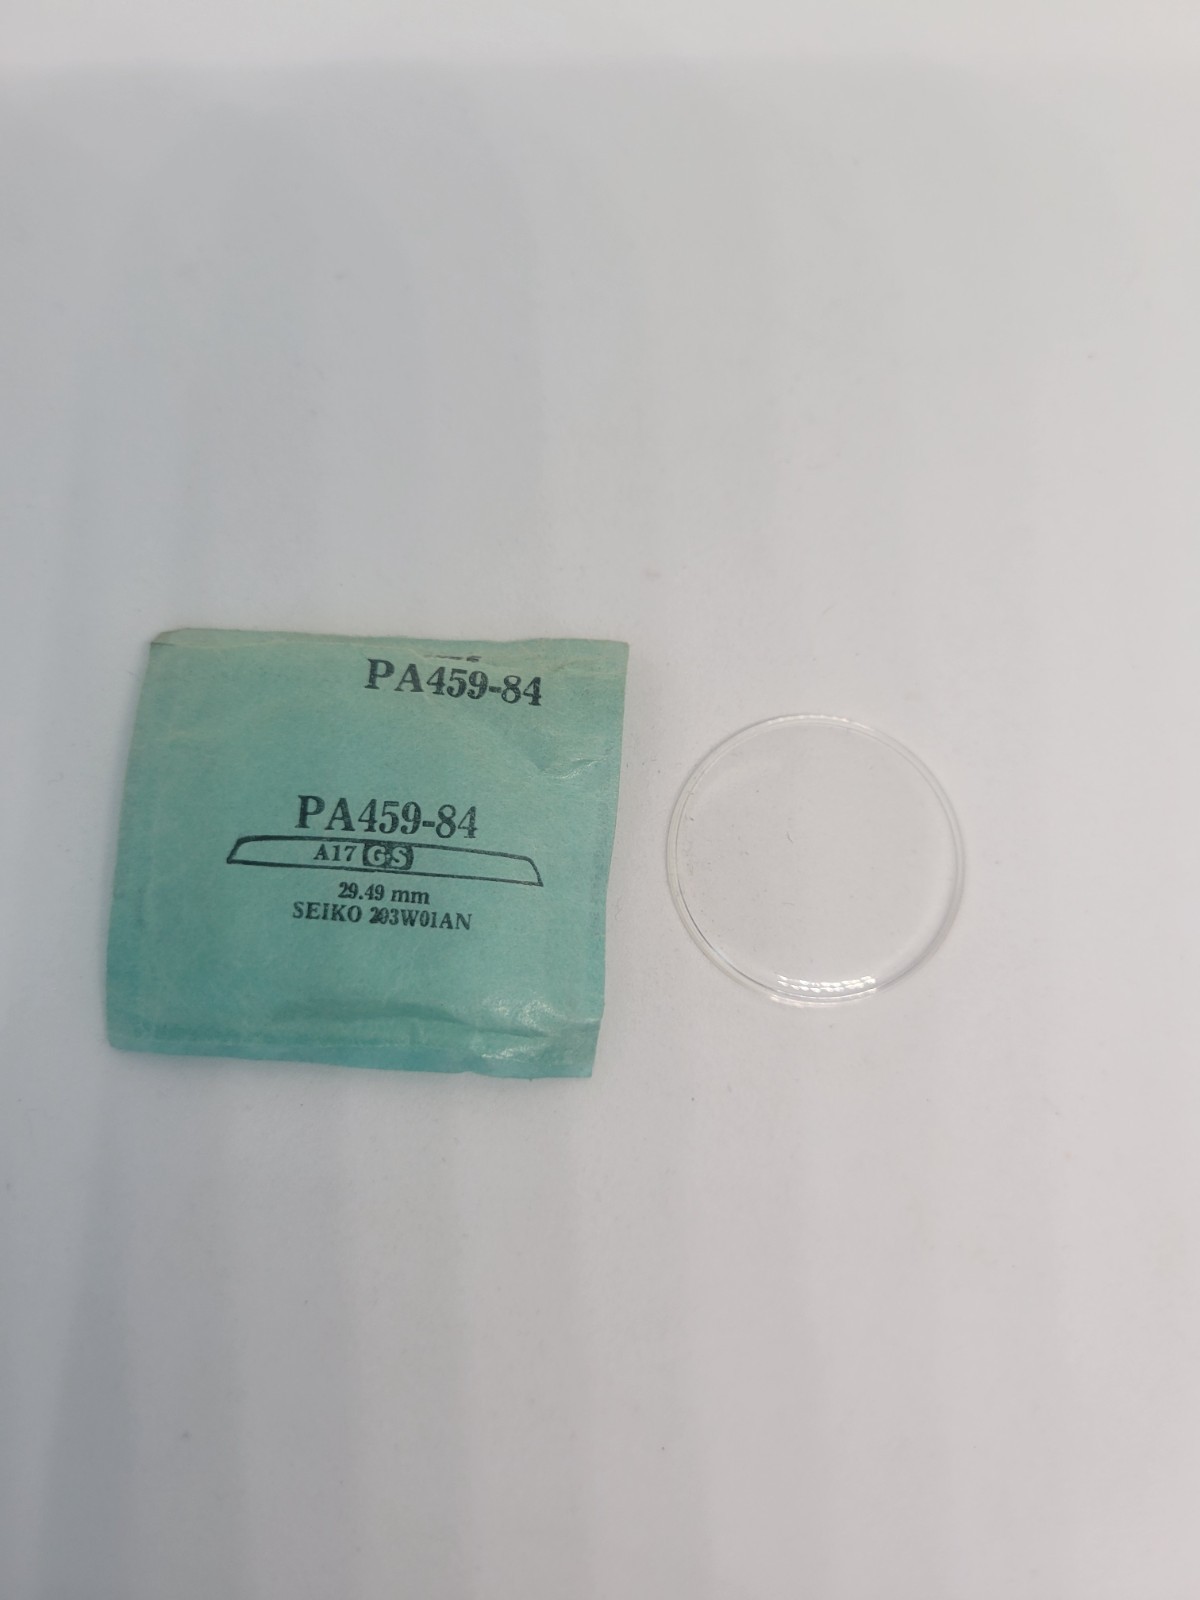 PA459-84
PA459-84
A17 GS
29.49 mm
SEIKO 203W01AN